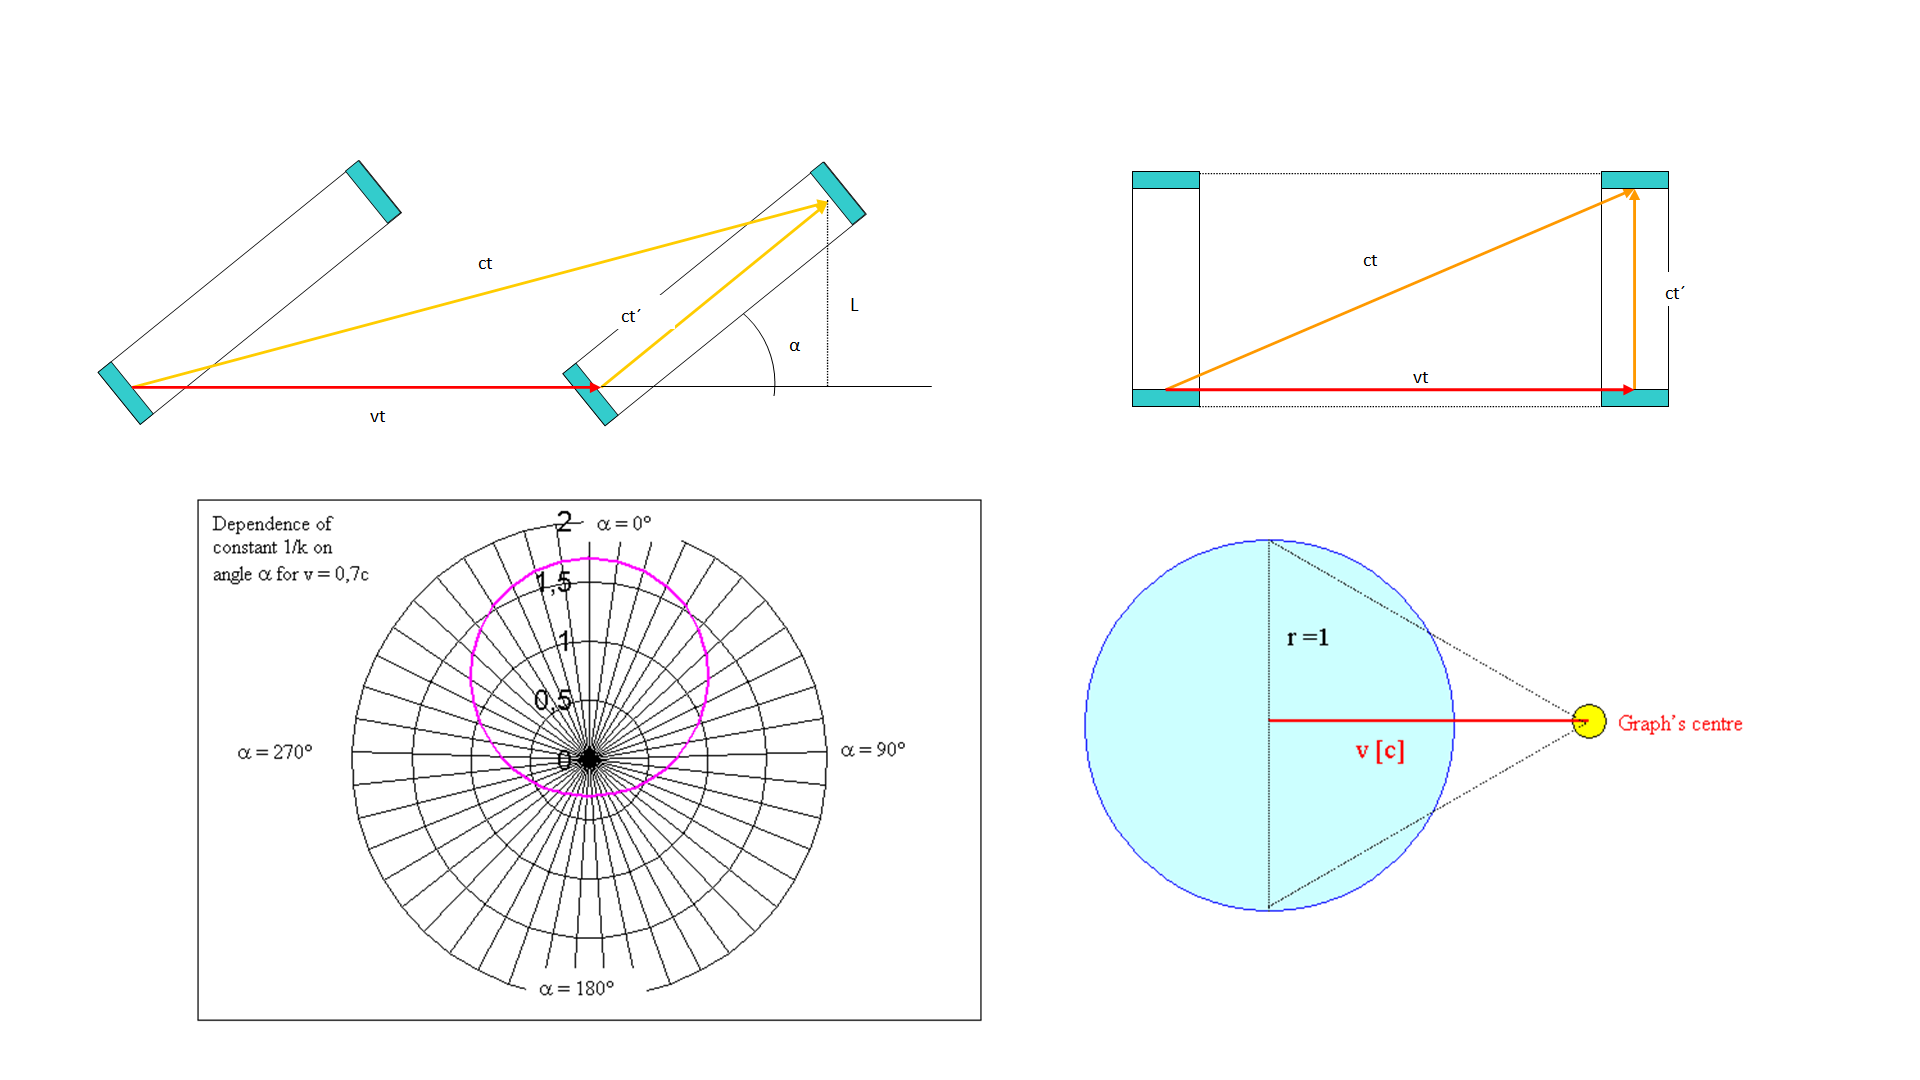 ct
ct´
L
α
vt
ct
ct´
vt
Dependence of
constant 1/k on
angle α for v = 0,7c
2
α = 0°
1,5
1
0,5
0
α = 270°
α = 90°
α = 180°
r =1
v [c]
Graph's centre